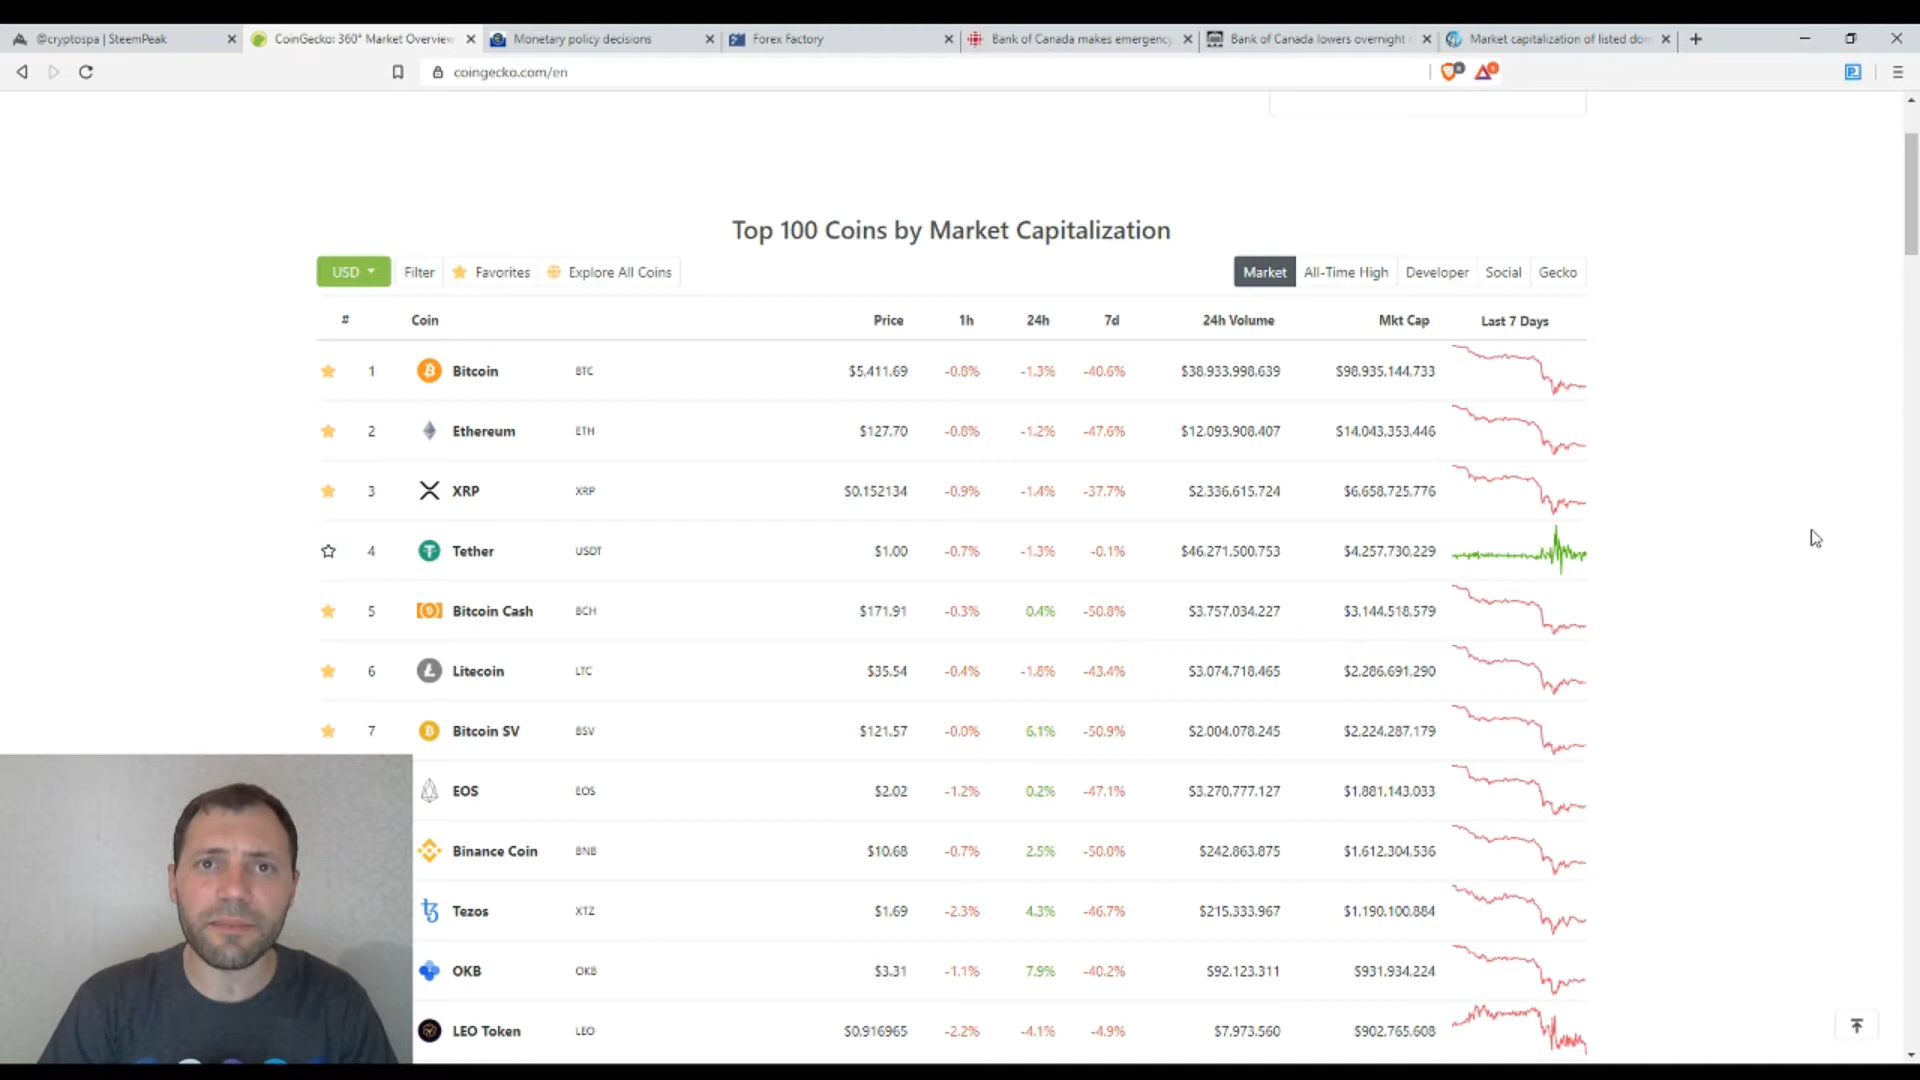 @cryptospa | SteemPeak CoinGecko: 360° Market Overview Monetary policy decisions Forex Factory Bank of Canada makes emergency Bank of Canada lowers overnight Market capitalization of listed dom
coingecko.com/en
Top 100 Coins by Market Capitalization
USD Filter Favorites Explore All Coins Market All-Time High Developer Social Gecko
# Coin Price 1h 24h 7d 24h Volume Mkt Cap Last 7 Days
1 Bitcoin BTC $5,411.69 -0.8% -1.3% -40.6% $38,933,998,639 $98,935,144,733
2 Ethereum ETH $127.70 -0.8% -1.2% -47.6% $12,093,908,407 $14,043,353,446
3 XRP XRP $0.152134 -0.9% -1.4% -37.7% $2,336,615,724 $6,658,725,776
4 Tether USDT $1.00 -0.7% -1.3% -0.1% $46,271,500,753 $4,257,730,229
5 Bitcoin Cash BCH $171.91 -0.3% 0.4% -50.8% $3,757,034,227 $3,144,518,579
6 Litecoin LTC $35.54 -0.4% -1.8% -43.4% $3,074,718,465 $2,286,691,290
7 Bitcoin SV BSV $121.57 -0.0% 6.1% -50.9% $2,004,078,245 $2,224,287,179
EOS EOS $2.02 -1.2% 0.2% -47.1% $3,270,777,127 $1,881,143,033
Binance Coin BNB $10.68 -0.7% 2.5% -50.0% $242,863,875 $1,612,304,536
Tezos XTZ $1.69 -2.3% 4.3% -46.7% $215,333,967 $1,190,100,884
OKB OKB $3.31 -1.1% 7.9% -40.2% $92,123,311 $931,934,224
LEO Token LEO $0.916965 -2.2% -4.1% -4.9% $7,973,560 $902,765,608